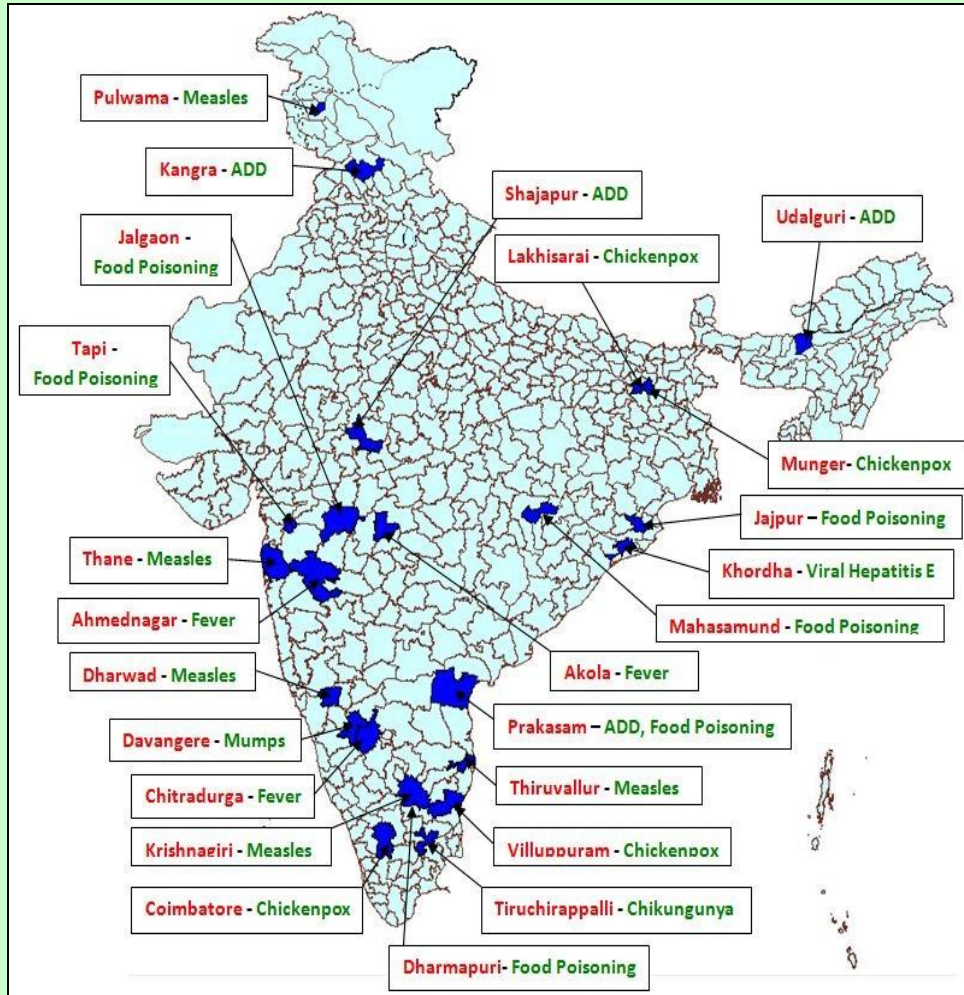 Pulwama - Measles
Kangra - ADD
Shajapur - ADD
Udalguri - ADD
Jalgaon -
Food Poisoning
Lakhisarai - Chickenpox
Tapi -
Food Poisoning
Munger- Chickenpox
Jajpur – Food Poisoning
Thane - Measles
Khordha - Viral Hepatitis E
Ahmednagar - Fever
Mahasamund - Food Poisoning
Dharwad - Measles
Akola - Fever
Prakasam – ADD, Food Poisoning
Davangere - Mumps
Thiruvallur - Measles
Chitradurga - Fever
Krishnagiri - Measles
Villuppuram - Chickenpox
Coimbatore - Chickenpox
Tiruchirappalli - Chikungunya
Dharmapuri- Food Poisoning